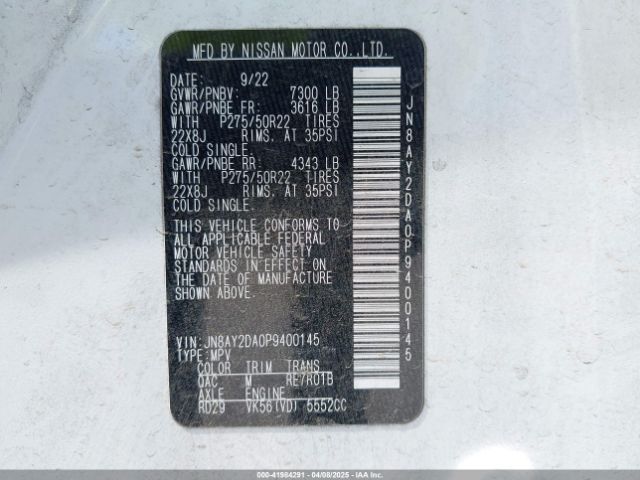 MFD BY NISSAN MOTOR CO.,LTD.
DATE: 9/22
GVWR/PNBV: 7300 LB
GAWR/PNBE FR: 3616 LB
WITH P275/50R22 TIRES
22X8J RIMS. AT 35PSI
COLD SINGLE.
GAWR/PNBE RR: 4343 LB
WITH P275/50R22 TIRES
22X8J RIMS. AT 35PSI
COLD SINGLE.
THIS VEHICLE CONFORMS TO
ALL APPLICABLE FEDERAL
MOTOR VEHICLE SAFETY
STANDARDS IN EFFECT ON
THE DATE OF MANUFACTURE
SHOWN ABOVE.
VIN: JN8AY2DA0P9400145
TYPE: MPV
COLOR TRIM TRANS
QAC M RE7R01B
AXLE ENGINE
RD29 VK56(VD) 5552CC
JN8AY2DA0P9400145
000-41984291 - 04/08/2025 - IAAI.com